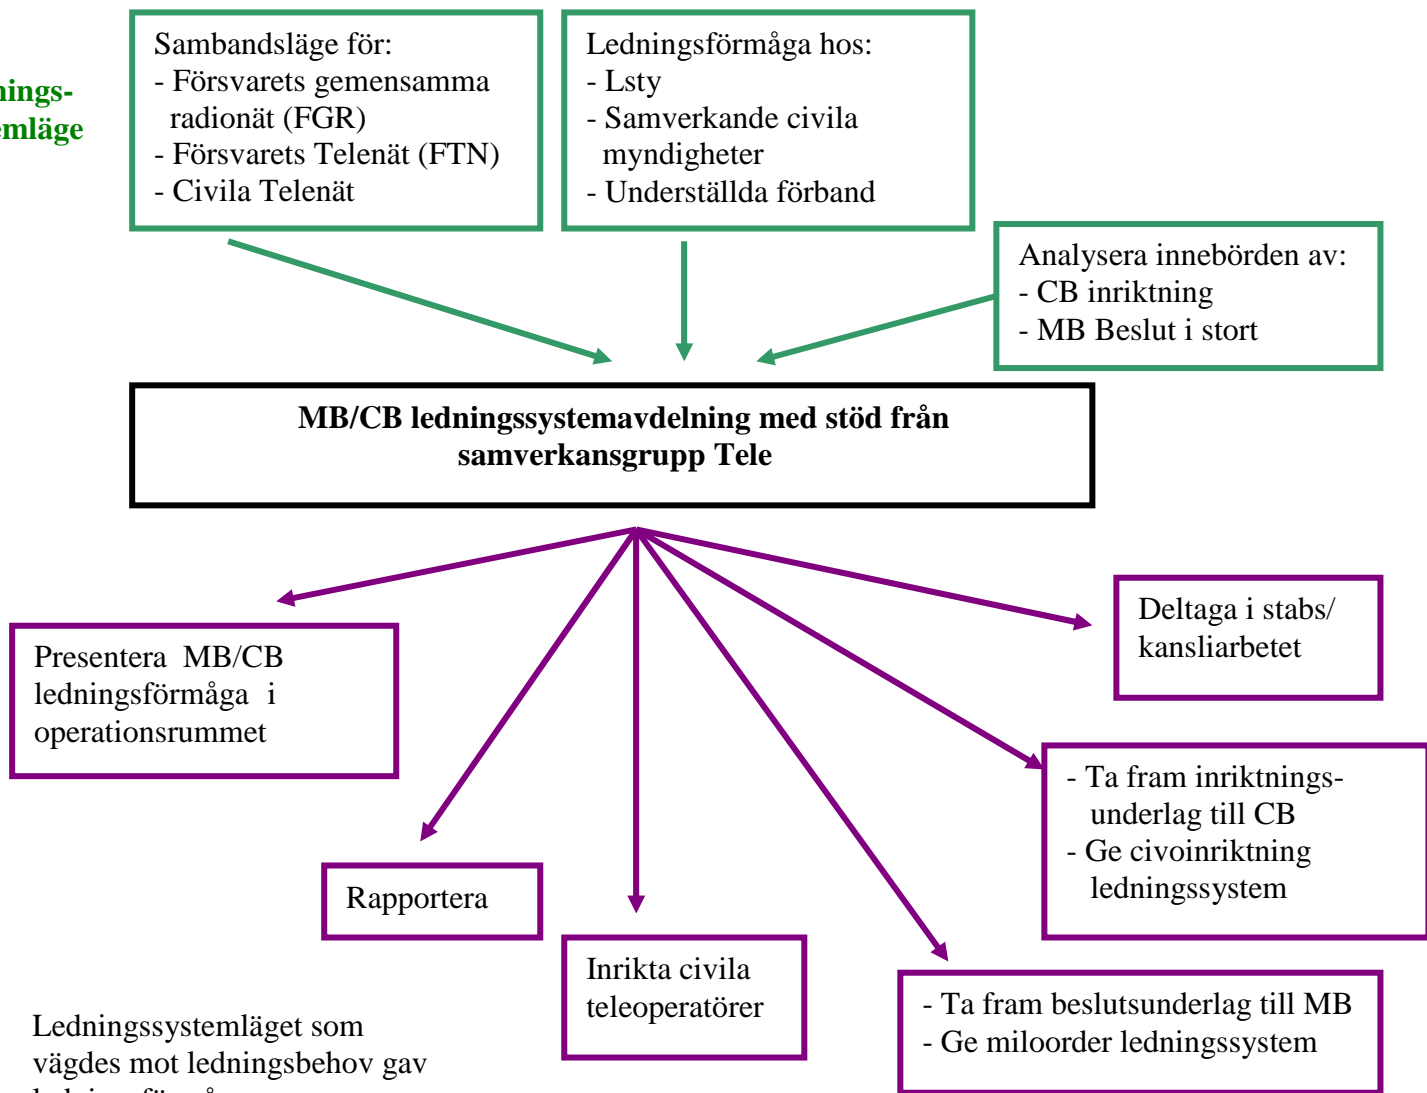 Sambandsläge för:
- Försvarets gemensamma
radionät (FGR)
- Försvarets Telenät (FTN)
- Civila Telenät
Ledningsförmåga hos:
- Lsty
- Samverkande civila
myndigheter
- Underställda förband
Analysera innebörden av:
- CB inriktning
- MB Beslut i stort
MB/CB ledningssystemavdelning med stöd från
samverkansgrupp Tele
Presentera MB/CB
ledningsförmåga i
operationsrummet
Rapportera
Inrikta civila
teleoperatörer
Deltaga i stabs/
kansliarbetet
- Ta fram inriktnings-
underlag till CB
- Ge civoinriktning
ledningssystem
- Ta fram beslutsunderlag till MB
- Ge miloorder ledningssystem
Ledningssystemläget som
vägdes mot ledningsbehov gav